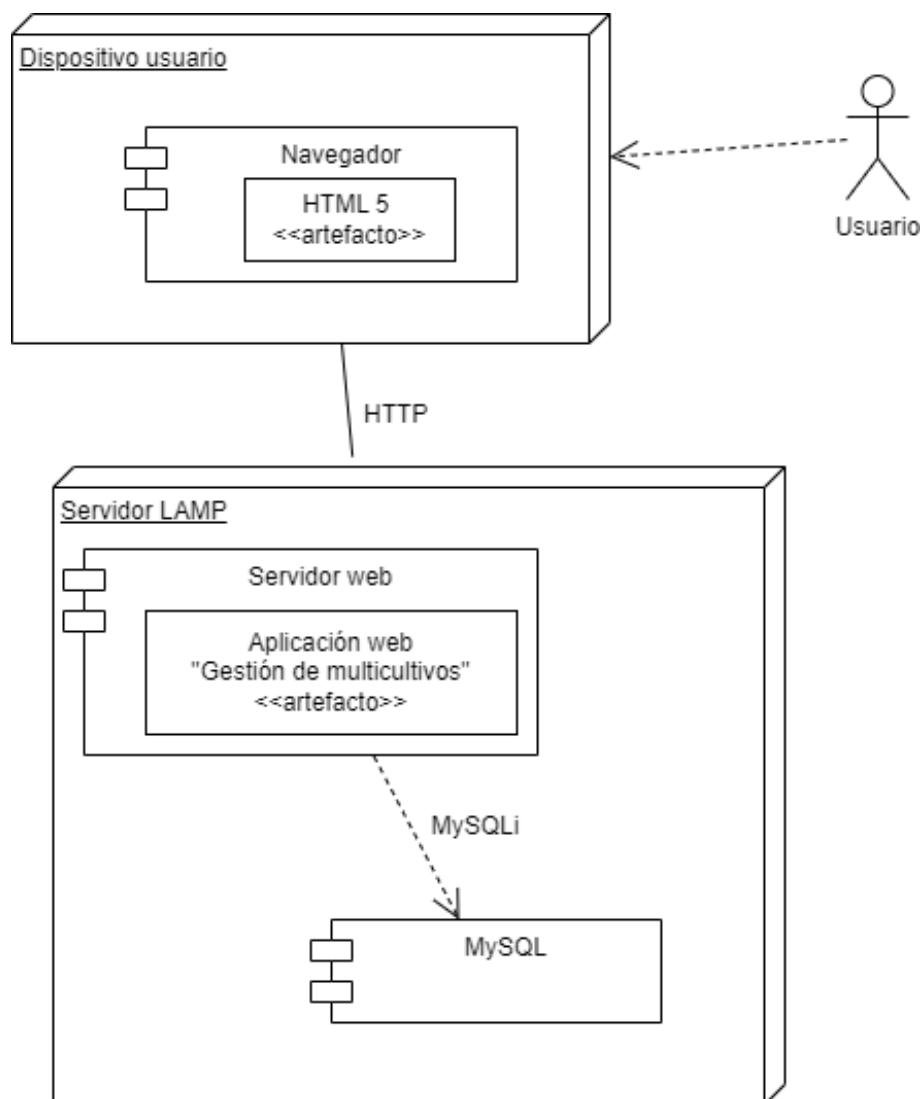 Dispositivo usuario
Navegador
HTML 5
<<artefacto>>
Usuario
HTTP
Servidor LAMP
Servidor web
Aplicación web
"Gestión de multicultivos"
<<artefacto>>
MySQLi
MySQL